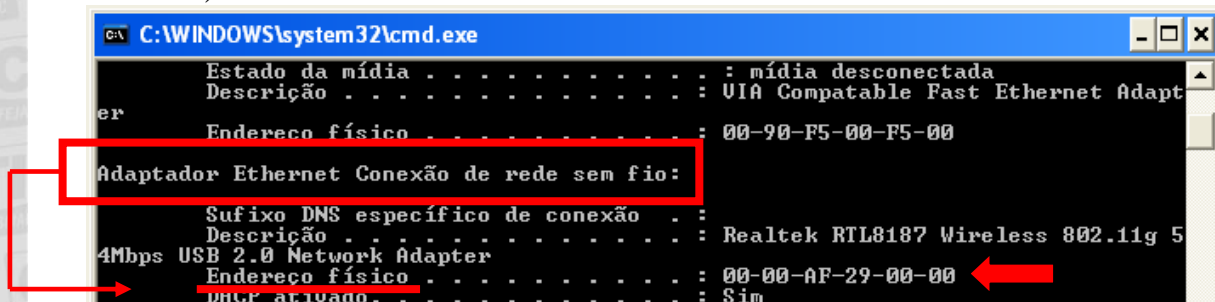 C:\WINDOWS\system32\cmd.exe
Estado da mídia . . . . . . . . . . . . : mídia desconectada
Descrição . . . . . . . . . . . . . . : VIA Compatable Fast Ethernet Adapt
er
Endereço físico . . . . . . . . . . . : 00-90-F5-00-F5-00
Adaptador Ethernet Conexão de rede sem fio:
Sufixo DNS específico de conexão . :
Descrição . . . . . . . . . . . . . . : Realtek RTL8187 Wireless 802.11g 5
4Mbps USB 2.0 Network Adapter
Endereço físico . . . . . . . . . . . : 00-00-AF-29-00-00
DHCP ativado. . . . . . . . . . . . . : Sim